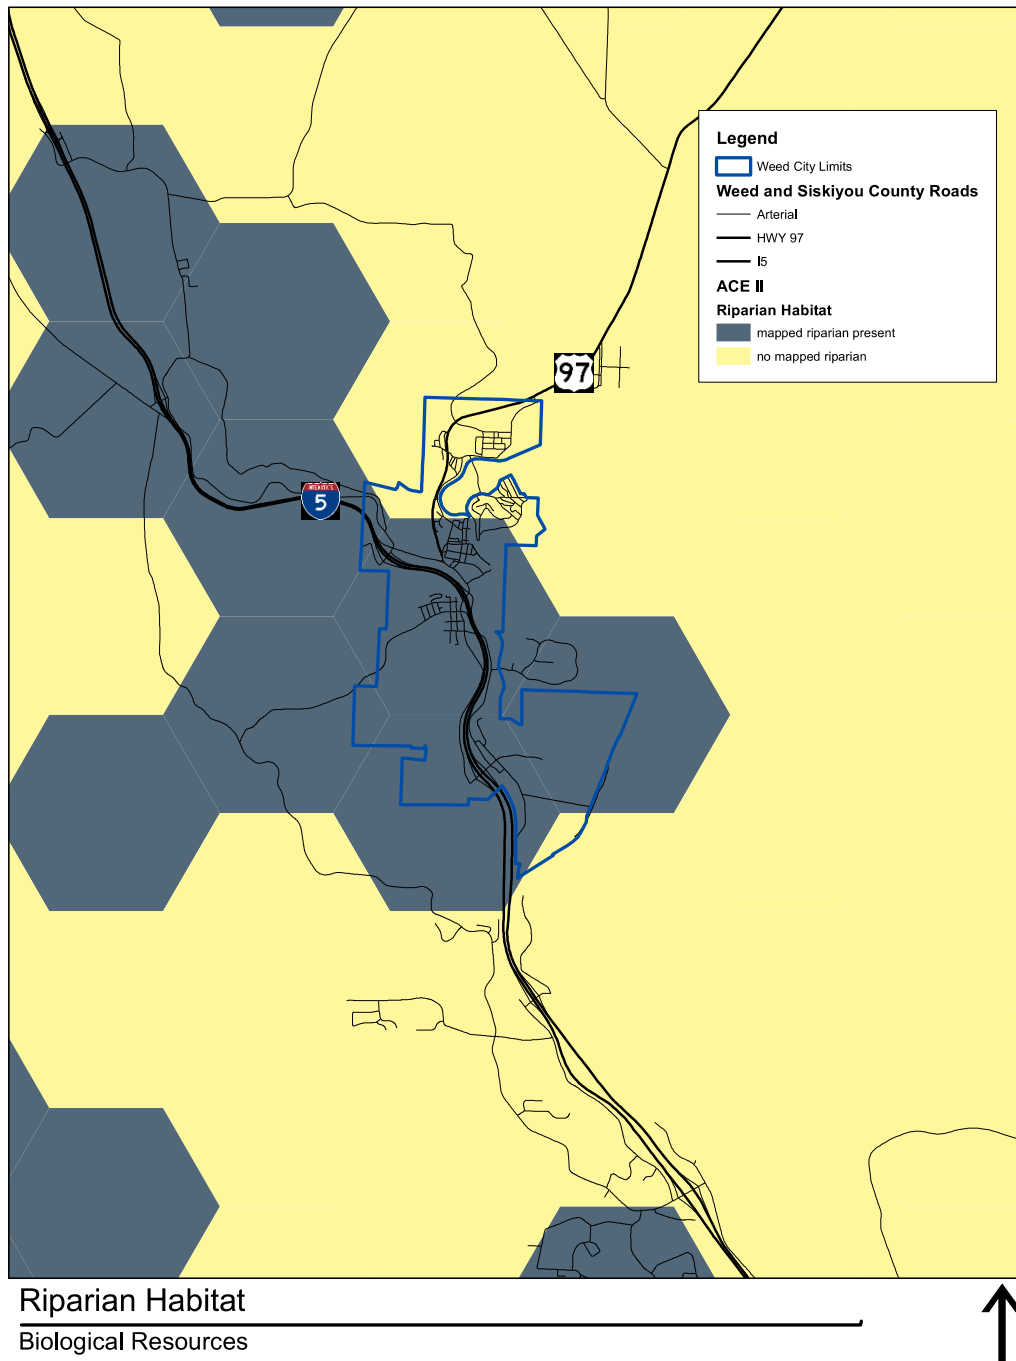 Legend
Weed City Limits
Weed and Siskiyou County Roads
Arterial
HWY 97
I5
ACE II
Riparian Habitat
mapped riparian present
no mapped riparian
97
INTERSTATE
5
Riparian Habitat
Biological Resources